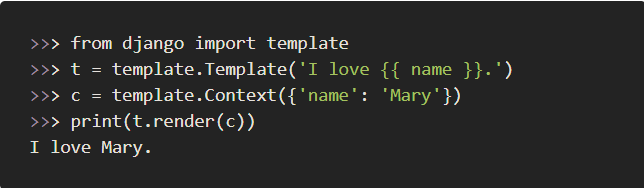 >>> from django import template
>>> t = template.Template('I love {{ name }}.')
>>> c = template.Context({'name': 'Mary'})
>>> print(t.render(c))
I love Mary.